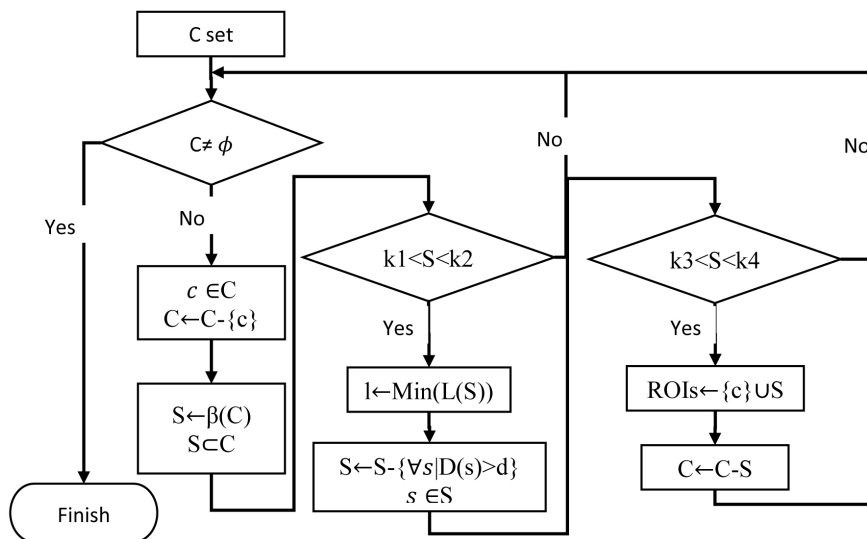 C set
C≠ ϕ
Yes
No
𝑐 ∈C
C←C-{c}
S←β(C)
S⊂C
Finish
k1<S<k2
No
Yes
l←Min(L(S))
S←S-{∀𝑠|D(s)>d}
𝑠 ∈S
k3<S<k4
No
Yes
ROIs←{c}∪S
C←C-S